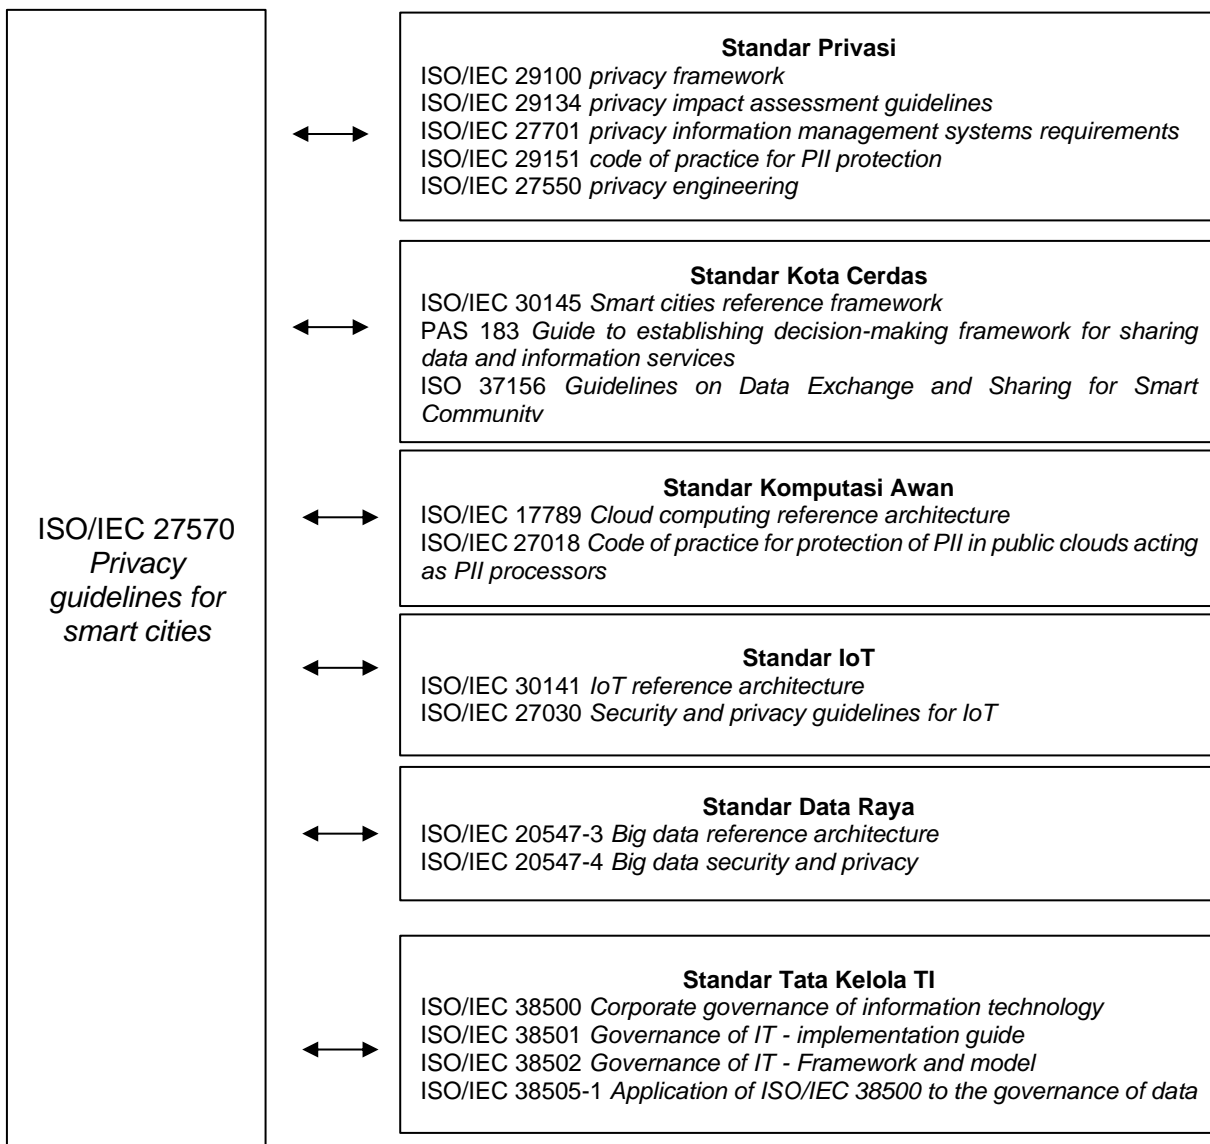 ISO/IEC 27570
Privacy
guidelines for
smart cities
Standar Privasi
ISO/IEC 29100 privacy framework
ISO/IEC 29134 privacy impact assessment guidelines
ISO/IEC 27701 privacy information management systems requirements
ISO/IEC 29151 code of practice for PII protection
ISO/IEC 27550 privacy engineering
Standar Kota Cerdas
ISO/IEC 30145 Smart cities reference framework
PAS 183 Guide to establishing decision-making framework for sharing
data and information services
ISO 37156 Guidelines on Data Exchange and Sharing for Smart
Community
Standar Komputasi Awan
ISO/IEC 17789 Cloud computing reference architecture
ISO/IEC 27018 Code of practice for protection of PII in public clouds acting
as PII processors
Standar IoT
ISO/IEC 30141 IoT reference architecture
ISO/IEC 27030 Security and privacy guidelines for IoT
Standar Data Raya
ISO/IEC 20547-3 Big data reference architecture
ISO/IEC 20547-4 Big data security and privacy
Standar Tata Kelola TI
ISO/IEC 38500 Corporate governance of information technology
ISO/IEC 38501 Governance of IT - implementation guide
ISO/IEC 38502 Governance of IT - Framework and model
ISO/IEC 38505-1 Application of ISO/IEC 38500 to the governance of data